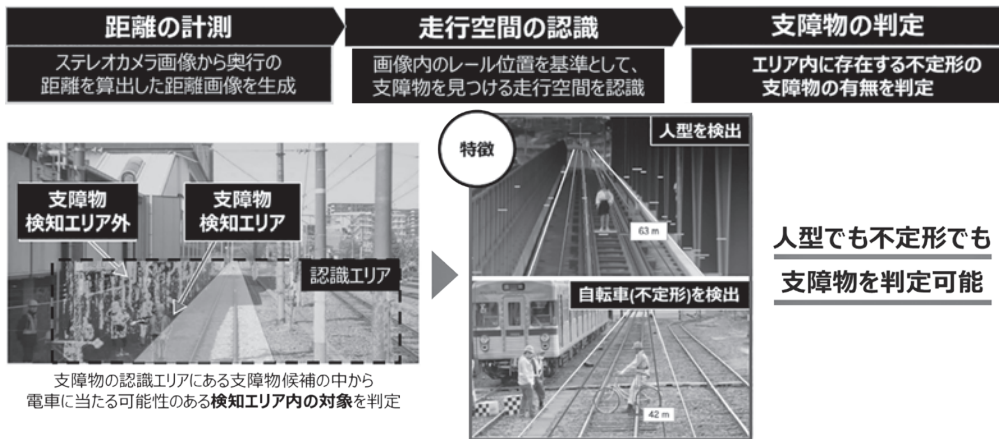 距離の計測
ステレオカメラ画像から奥行の
距離を算出した距離画像を生成
走行空間の認識
画像内のレール位置を基準として、
支障物を見つける走行空間を認識
支障物の判定
エリア内に存在する不定形の
支障物の有無を判定
支障物
検知エリア外
支障物
検知エリア
認識エリア
支障物の認識エリアにある支障物候補の中から
電車に当たる可能性のある検知エリア内の対象を判定
特徴
人型を検出
63 m
自転車(不定形)を検出
42 m
人型でも不定形でも
支障物を判定可能